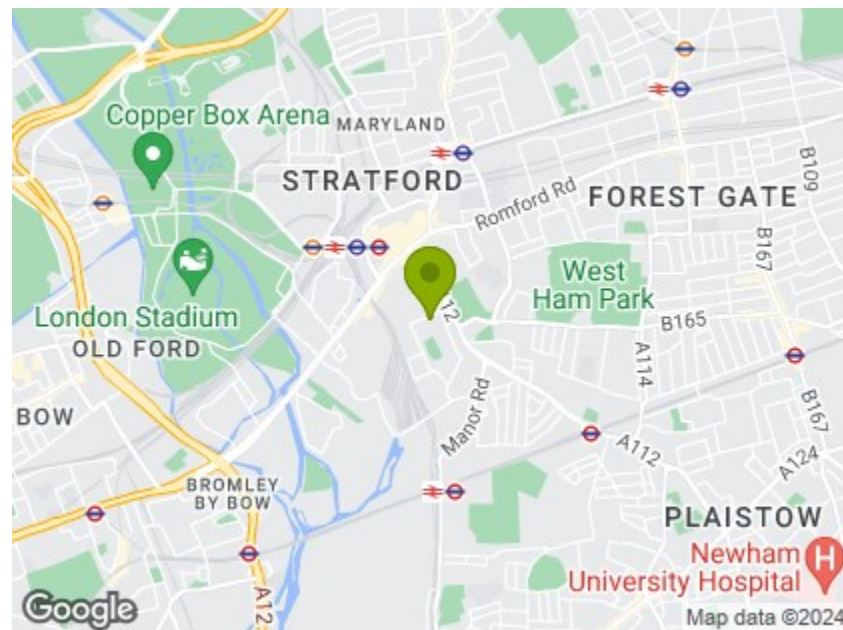 Copper Box Arena
MARYLAND
STRATFORD
Romford Rd
FOREST GATE
B109
B167
West
Ham Park
London Stadium
OLD FORD
12
B165
A114
BOW
Manor Rd
B167
A112
A124
BROMLEY
BY BOW
PLAISTOW
Newham
University Hospital
H
A12
Google
Map data ©2024